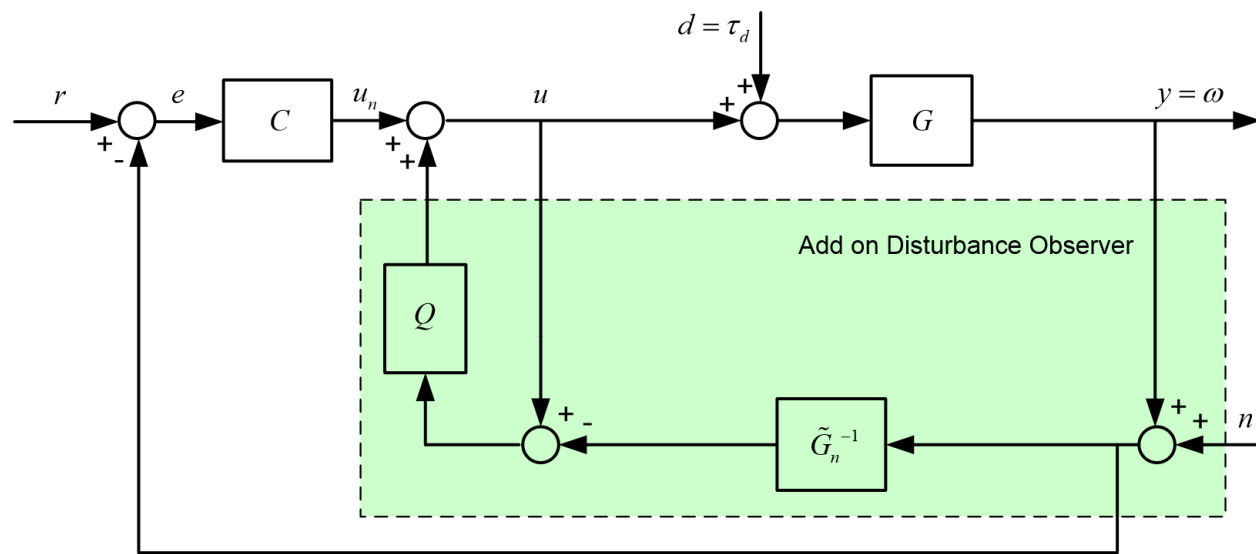 d = τ_d
r
+
-
e
C
u_n
+
+
u
+
+
G
y = ω
Add on Disturbance Observer
Q
+
-
G̃_n^{-1}
+
+
n